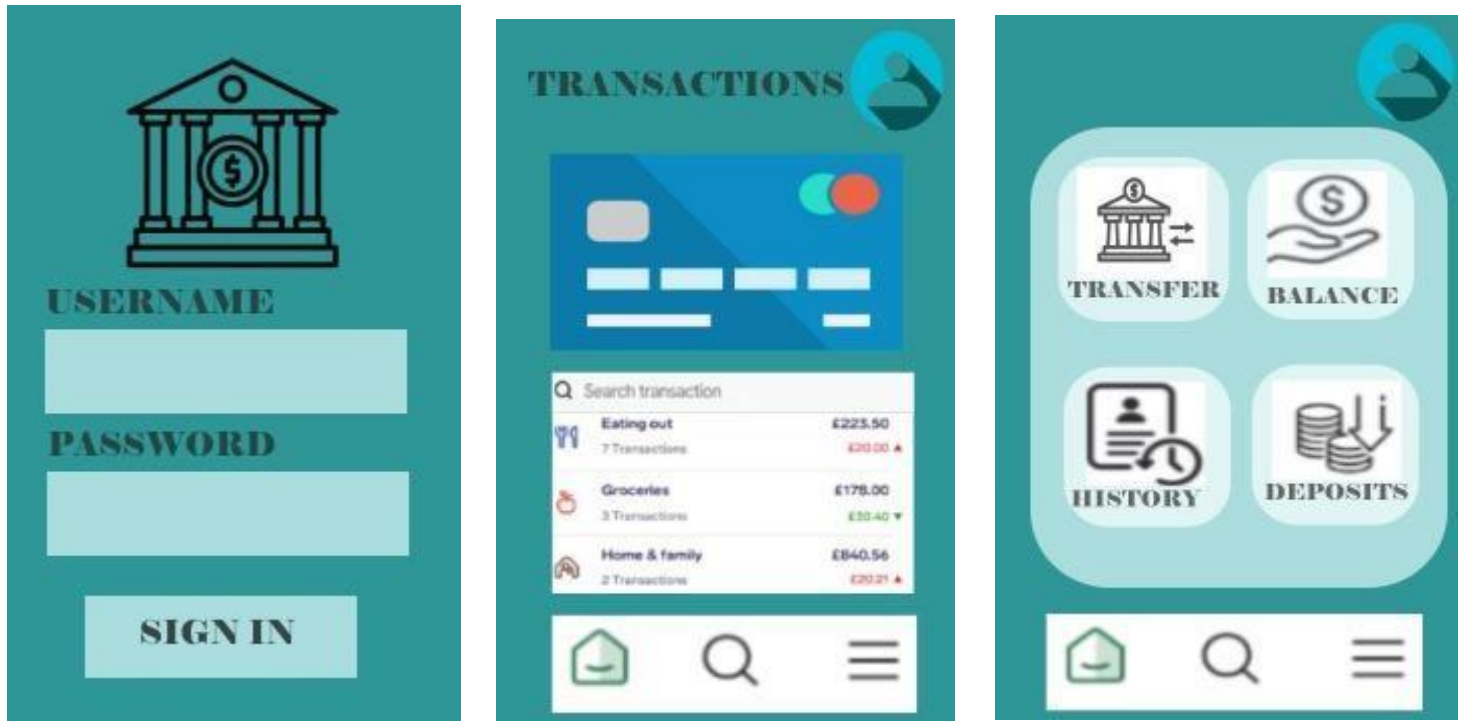 USERNAME
PASSWORD
SIGN IN
TRANSACTIONS
Search transaction
Eating out £223.50
7 Transactions £20.00
Groceries £178.00
3 Transactions £30.40
Home & family £840.56
2 Transactions £20.21
TRANSFER BALANCE
HISTORY DEPOSITS